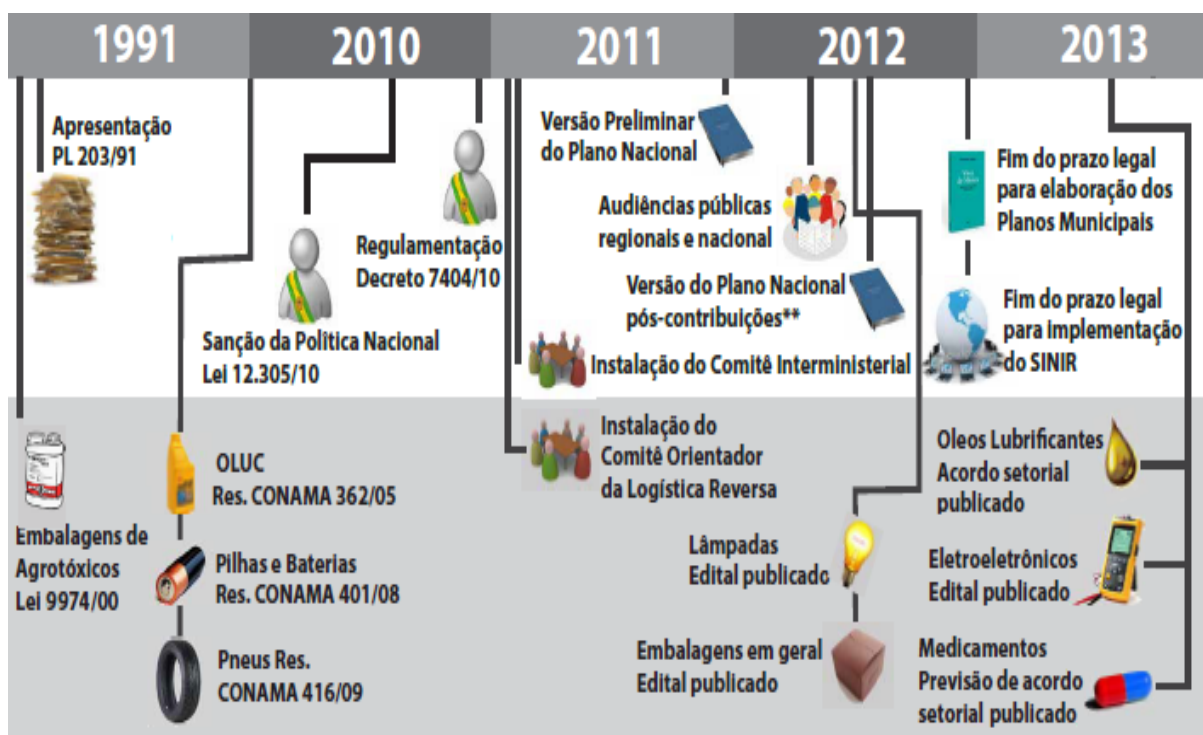 1991
2010
2011
2012
2013
Apresentação
PL 203/91
Sanção da Política Nacional
Lei 12.305/10
Regulamentação
Decreto 7404/10
Versão Preliminar
do Plano Nacional
Audiências públicas
regionais e nacional
Versão do Plano Nacional
pós-contribuições**
Instalação do Comitê Interministerial
Fim do prazo legal
para elaboração dos
Planos Municipais
Fim do prazo legal
para implementação
do SINIR
Embalagens de
Agrotóxicos
Lei 9974/00
OLUC
Res. CONAMA 362/05
Pilhas e Baterias
Res. CONAMA 401/08
Pneus Res.
CONAMA 416/09
Instalação do
Comitê Orientador
da Logística Reversa
Lâmpadas
Edital publicado
Embalagens em geral
Edital publicado
Oleos Lubrificantes
Acordo setorial
publicado
Eletroeletrônicos
Edital publicado
Medicamentos
Previsão de acordo
setorial publicado